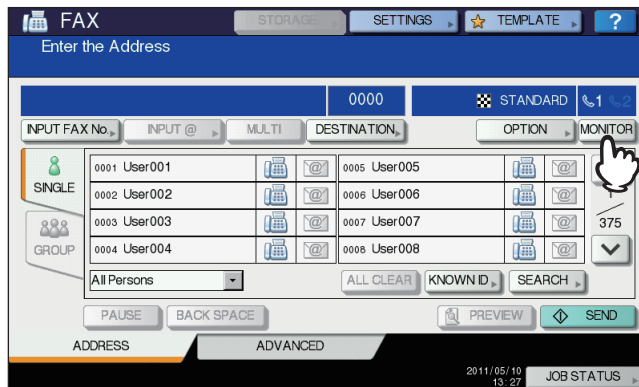 FAX STORAGE SETTINGS TEMPLATE ?
Enter the Address
0000 STANDARD 1 2
INPUT FAX No. INPUT @ MULTI DESTINATION OPTION MONITOR
SINGLE
GROUP
0001 User001 0005 User005
0002 User002 0006 User006
0003 User003 0007 User007
0004 User004 0008 User008
1
375
All Persons ALL CLEAR KNOWN ID SEARCH
PAUSE BACK SPACE PREVIEW SEND
ADDRESS ADVANCED
2011/05/10
13:27 JOB STATUS